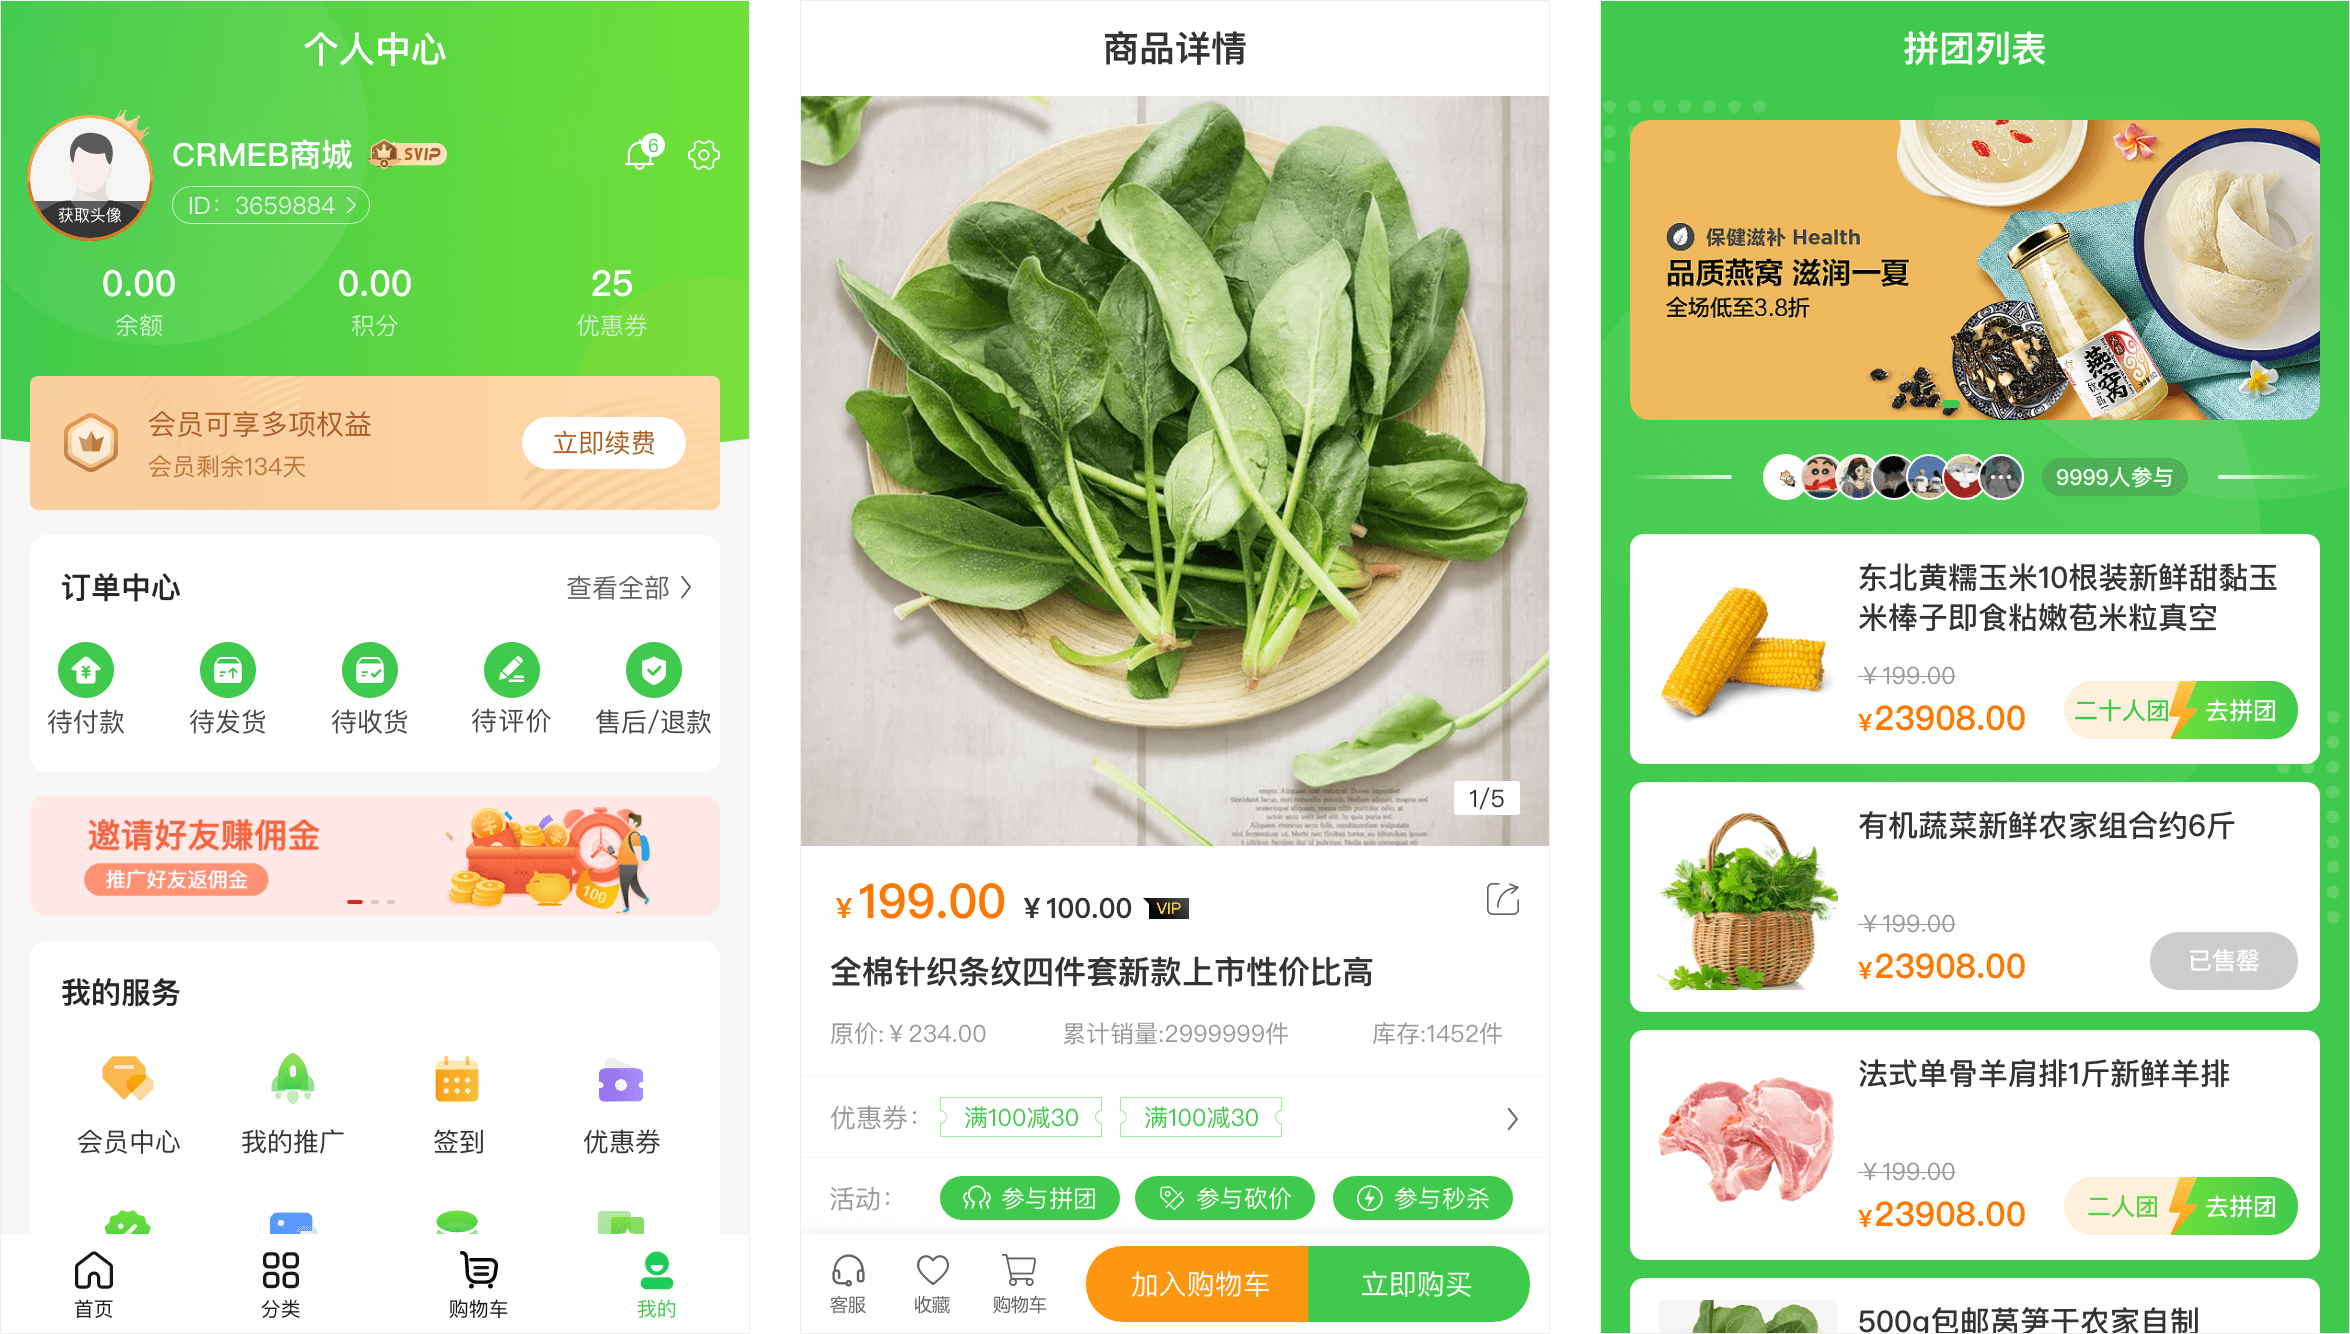 个人中心
CRMEB商城
SVIP
6
ID： 3659884
获取头像
0.00
0.00
25
余额
积分
优惠券
会员可享多项权益
会员剩余134天
立即续费
订单中心
查看全部
待付款
待发货
待收货
待评价
售后/退款
邀请好友赚佣金
推广好友返佣金
100
我的服务
会员中心
我的推广
签到
优惠券
首页
分类
购物车
我的
商品详情
1/5
¥199.00
¥100.00
VIP
全棉针织条纹四件套新款上市性价比高
原价:¥234.00
累计销量:2999999件
库存:1452件
优惠券：
满100减30
满100减30
活动：
参与拼团
参与砍价
参与秒杀
客服
收藏
购物车
加入购物车
立即购买
拼团列表
保健滋补 Health
品质燕窝 滋润一夏
全场低至3.8折
燕窝
9999人参与
东北黄糯玉米10根装新鲜甜黏玉
米棒子即食粘嫩苞米粒真空
¥199.00
¥23908.00
二十人团
去拼团
有机蔬菜新鲜农家组合约6斤
¥199.00
¥23908.00
已售罄
法式单骨羊肩排1斤新鲜羊排
¥199.00
¥23908.00
二人团
去拼团
500g包邮莴笋干农家自制